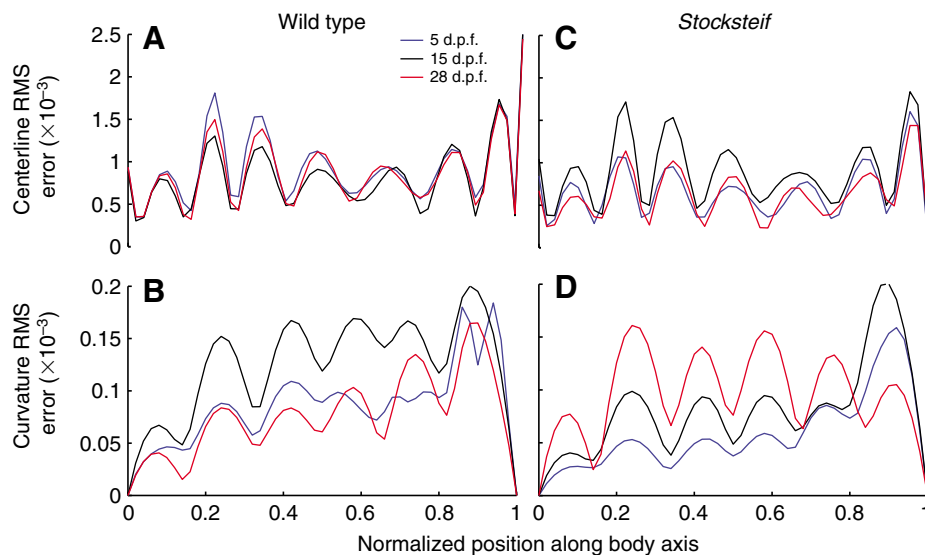 Wild type
Stocksteif
A
C
5 d.p.f.
15 d.p.f.
28 d.p.f.
Centerline RMS
error (×10–3)
2.5
2
1.5
1
0.5
0
B
D
Curvature RMS
error (×10–3)
0.2
0.15
0.1
0.05
0
0 0.2 0.4 0.6 0.8 1
0 0.2 0.4 0.6 0.8 1
Normalized position along body axis